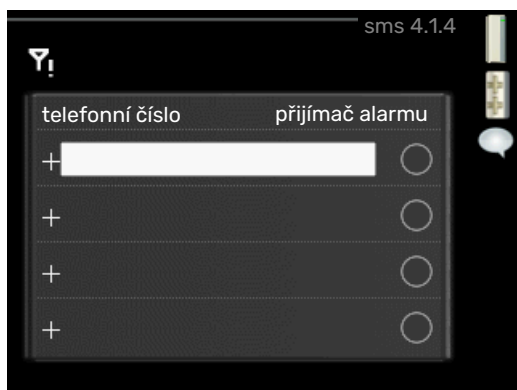 sms 4.1.4
telefonní číslo přijímač alarmu
+
+
+
+